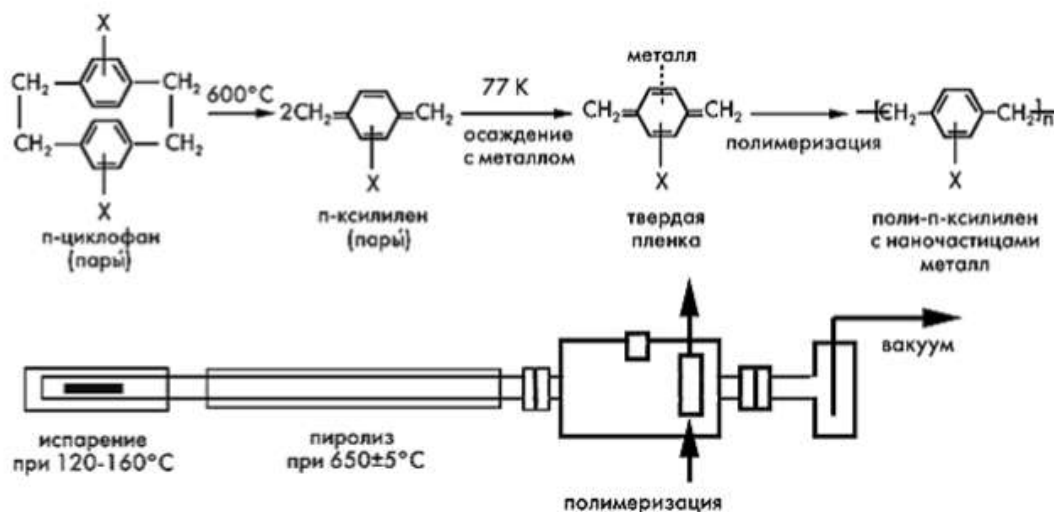 X
CH₂ CH₂
CH₂ CH₂
X
п-циклофан
(пары́)
600°C
2CH₂ CH₂
X
п-ксилилен
(пары́)
77 K
осаждение
с металлом
металл
CH₂ CH₂
X
твердая
пленка
полимеризация
[CH₂ CH₂]n
X
поли-п-ксилилен
с наночастицами
металл
вакуум
испарение
при 120-160°C
пиролиз
при 650±5°C
полимеризация